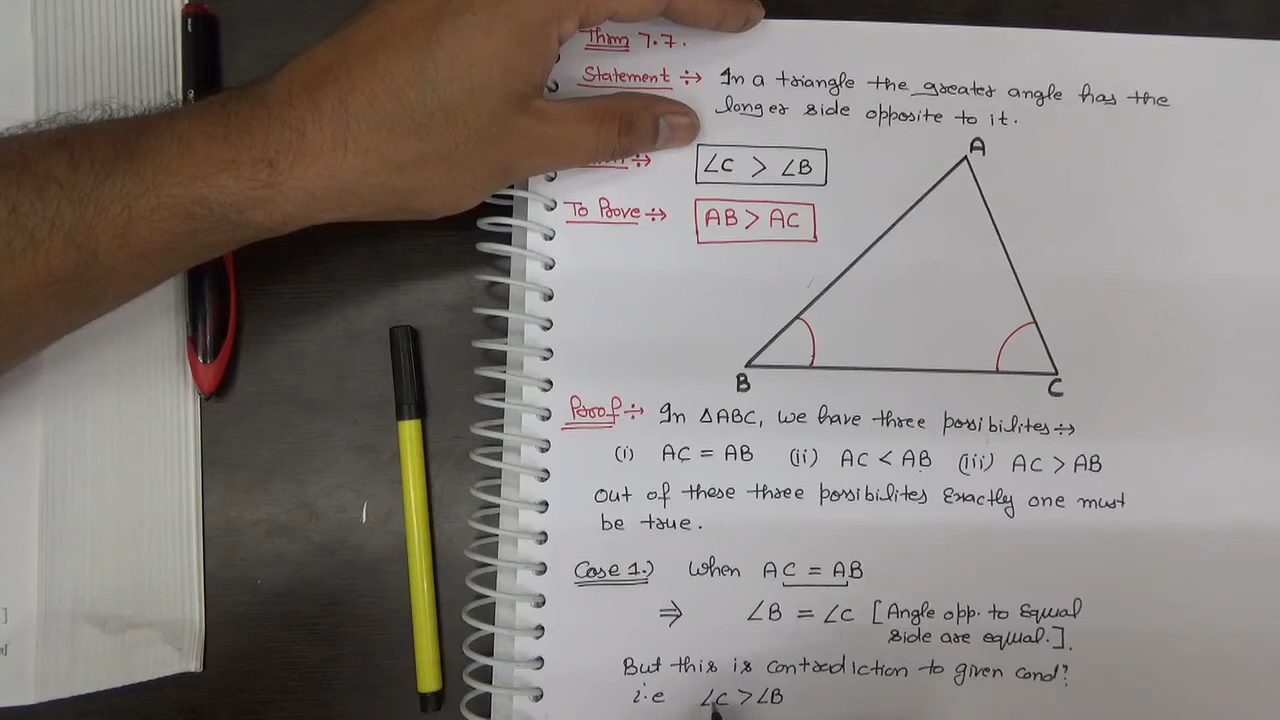 Thm 7.7.
Statement ÷→ In a triangle the greater angle has the
longer side opposite to it.
÷→ ∠C > ∠B
To Prove ÷→ AB > AC
A
B
C
Proof ÷→ In ΔABC, we have three possibilites ÷→
(i) AC = AB (ii) AC < AB (iii) AC > AB
Out of these three possibilites Exactly one must
be true.
Case 1.) When AC = AB
⇒ ∠B = ∠C [Angle opp. to Equal
side are equal.].
But this is contradiction to given condⁿ.
i.e ∠C > ∠B